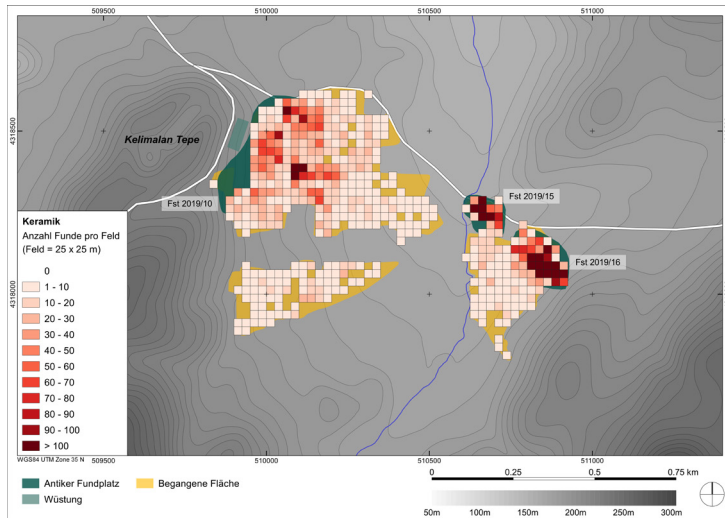 509500
510000
510500
511000
4318500
4318500
Kelimalan Tepe
Fst 2019/15
Fst 2019/10
Fst 2019/16
Keramik
Anzahl Funde pro Feld
(Feld = 25 x 25 m)
0
1 - 10
10 - 20
20 - 30
30 - 40
40 - 50
50 - 60
60 - 70
70 - 80
80 - 90
90 - 100
> 100
4318000
4318000
WGS84 UTM Zone 35 N
509500
510000
510500
511000
Antiker Fundplatz
Begangene Fläche
Wüstung
0
0.25
0.5
0.75 km
50m
100m
150m
200m
250m
300m